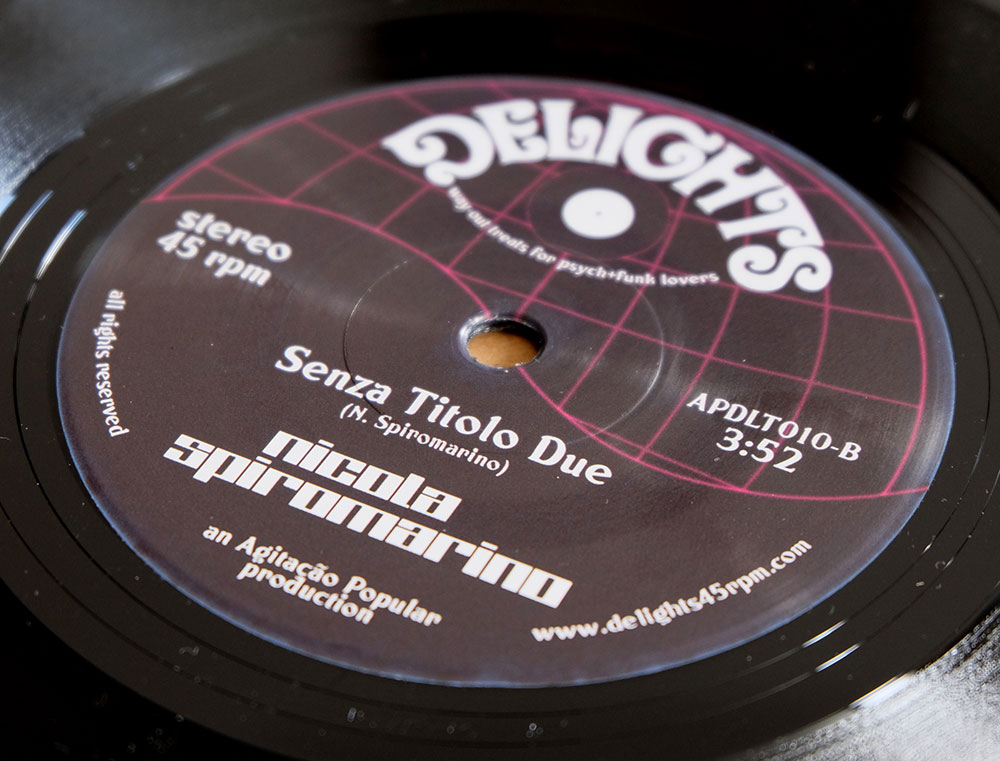 DELIGHTS
way out treats for psych+funk lovers
stereo
45 rpm
all rights reserved
Senza Titolo Due
(N. Spiromarino)
APDLT010-B
3:52
nicola
spiromarino
an Agitação Popular
production
www.delights45rpm.com